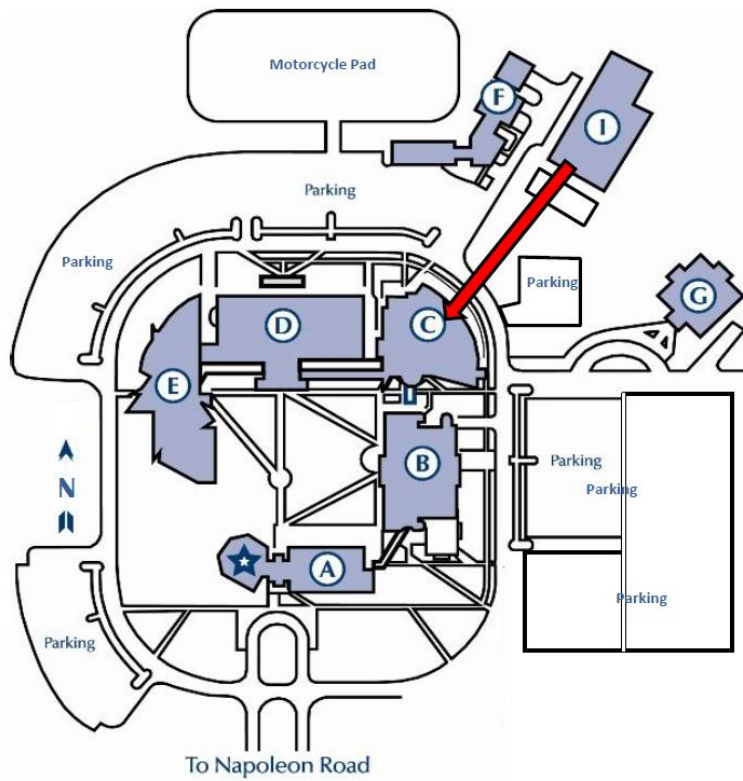 Motorcycle Pad
F
I
Parking
Parking
Parking
G
D
C
E
B
Parking
Parking
N
A
Parking
Parking
To Napoleon Road